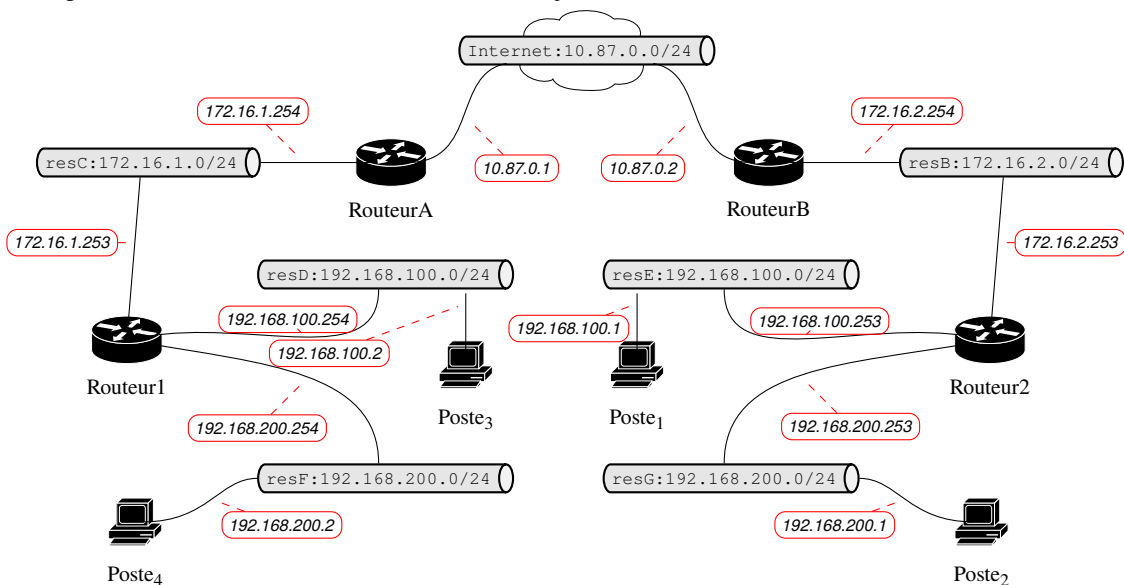 Internet:10.87.0.0/24
172.16.1.254
172.16.2.254
resC:172.16.1.0/24
10.87.0.1
10.87.0.2
resB:172.16.2.0/24
RouteurA
RouteurB
172.16.1.253
172.16.2.253
resD:192.168.100.0/24
resE:192.168.100.0/24
192.168.100.254
192.168.100.1
192.168.100.253
192.168.100.2
Routeur1
Routeur2
Poste3
Poste1
192.168.200.254
192.168.200.253
resF:192.168.200.0/24
resG:192.168.200.0/24
192.168.200.2
192.168.200.1
Poste4
Poste2